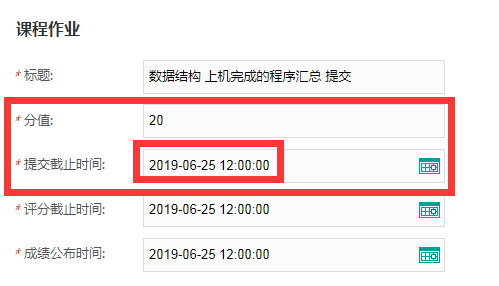 课程作业
* 标题: 数据结构 上机完成的程序汇总 提交
* 分值: 20
* 提交截止时间: 2019-06-25 12:00:00
* 评分截止时间: 2019-06-25 12:00:00
* 成绩公布时间: 2019-06-25 12:00:00